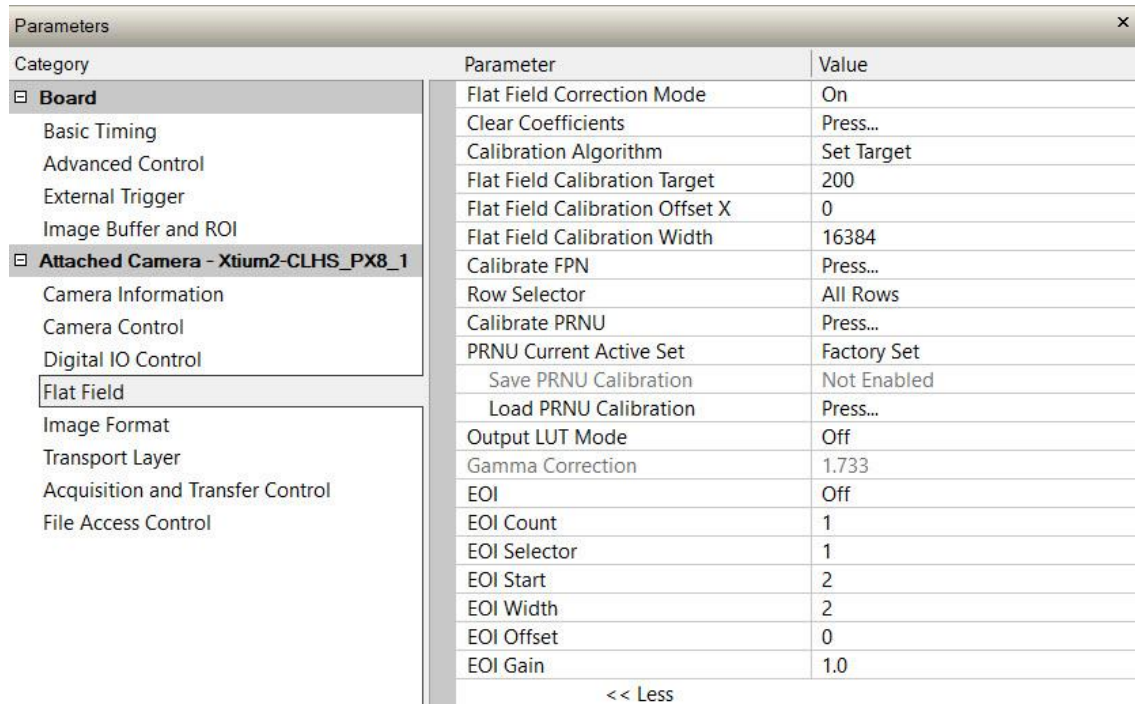 Parameters ×
Category
Board
Basic Timing
Advanced Control
External Trigger
Image Buffer and ROI
Attached Camera - Xtium2-CLHS_PX8_1
Camera Information
Camera Control
Digital IO Control
Flat Field
Image Format
Transport Layer
Acquisition and Transfer Control
File Access Control
Parameter Value
Flat Field Correction Mode On
Clear Coefficients Press...
Calibration Algorithm Set Target
Flat Field Calibration Target 200
Flat Field Calibration Offset X 0
Flat Field Calibration Width 16384
Calibrate FPN Press...
Row Selector All Rows
Calibrate PRNU Press...
PRNU Current Active Set Factory Set
Save PRNU Calibration Not Enabled
Load PRNU Calibration Press...
Output LUT Mode Off
Gamma Correction 1.733
EOI Off
EOI Count 1
EOI Selector 1
EOI Start 2
EOI Width 2
EOI Offset 0
EOI Gain 1.0
<< Less